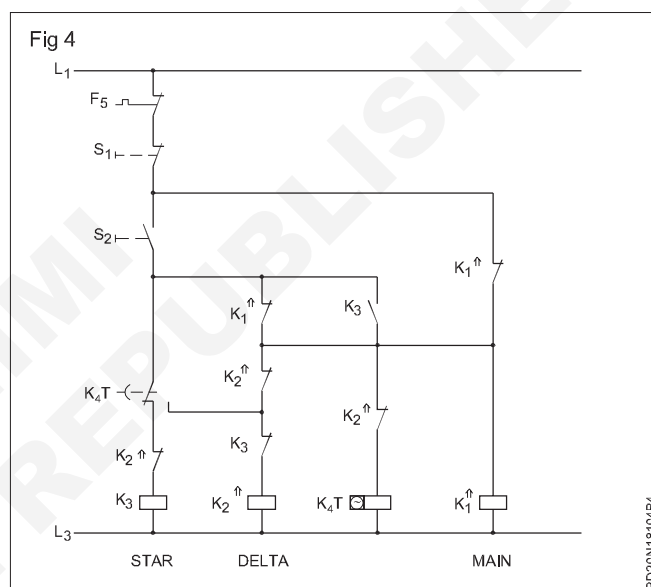 Fig 4
L1
F5
S1
S2
K1
K1
K3
K2
K4T
K2
K2
K3
K3
K2
K4T
K1
L3
STAR DELTA MAIN